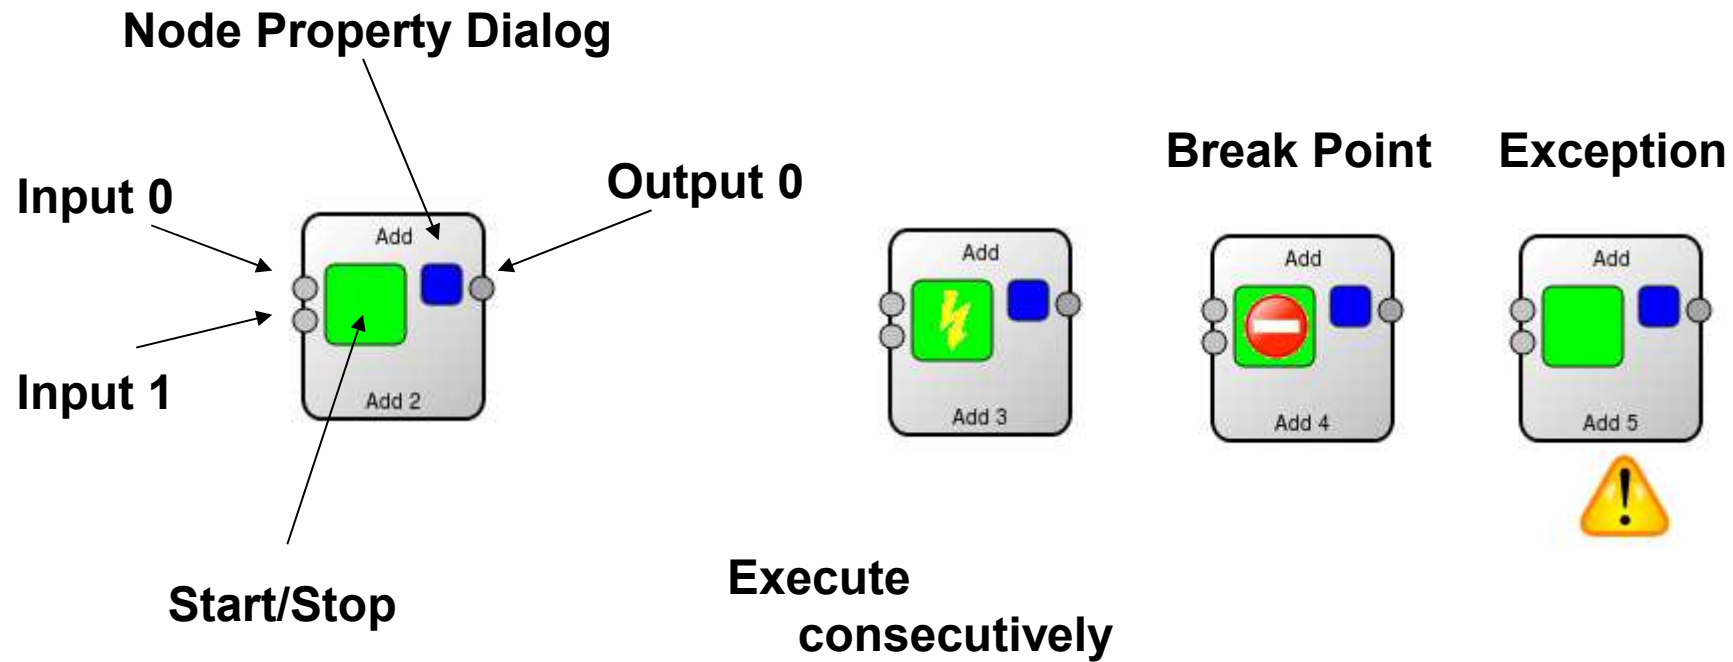 Node Property Dialog
Break Point
Exception
Input 0
Output 0
Input 1
Add
Add 2
Add
Add 3
Add
Add 4
Add
Add 5
Start/Stop
Execute
consecutively